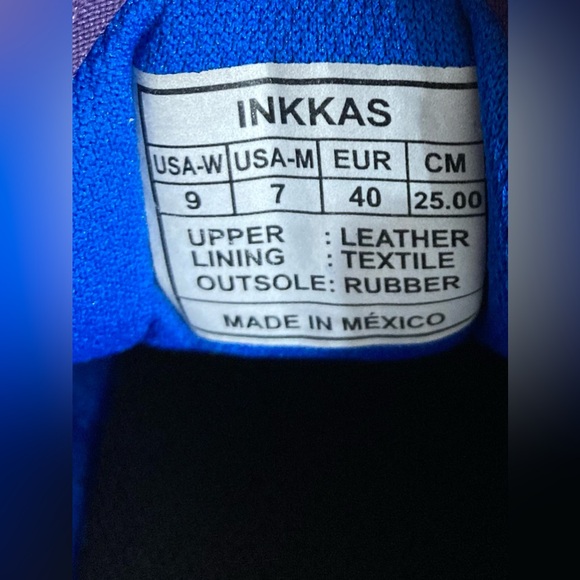 INKKAS
USA-W USA-M EUR CM
9 7 40 25.00
UPPER : LEATHER
LINING : TEXTILE
OUTSOLE: RUBBER
MADE IN MÉXICO